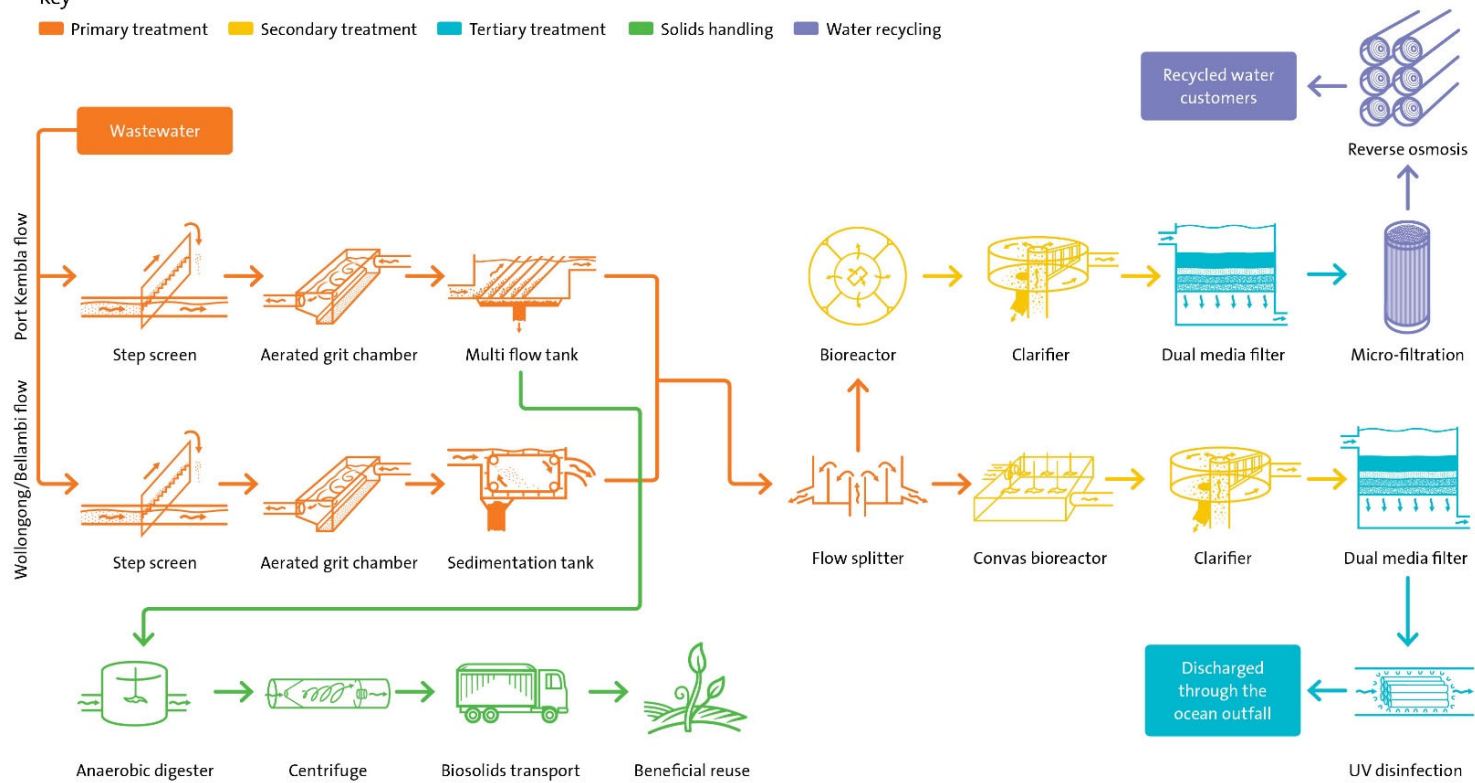 Key
Primary treatment
Secondary treatment
Tertiary treatment
Solids handling
Water recycling
Wastewater
Recycled water
customers
Reverse osmosis
Port Kembla flow
Step screen
Aerated grit chamber
Multi flow tank
Bioreactor
Clarifier
Dual media filter
Micro-filtration
Wollongong/Bellambi flow
Step screen
Aerated grit chamber
Sedimentation tank
Flow splitter
Convas bioreactor
Clarifier
Dual media filter
Discharged
through the
ocean outfall
Anaerobic digester
Centrifuge
Biosolids transport
Beneficial reuse
UV disinfection